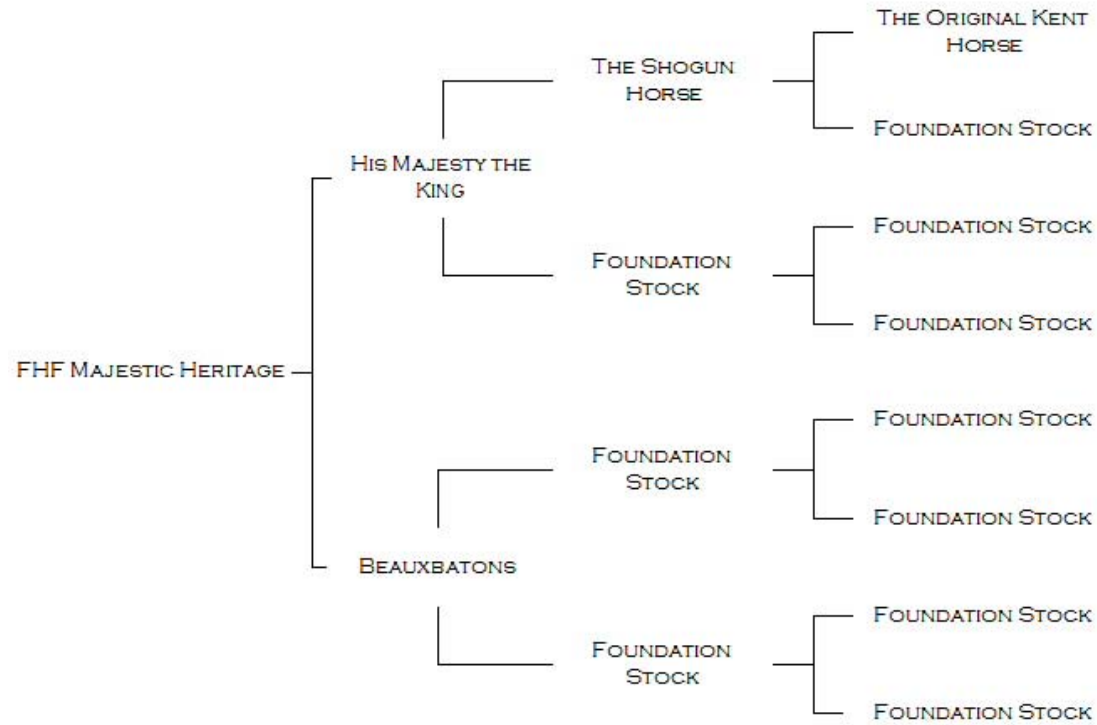 The Original Kent
Horse
The Shogun
Horse
Foundation Stock
His Majesty the
King
Foundation Stock
Foundation
Stock
Foundation Stock
FHF Majestic Heritage
Foundation Stock
Foundation
Stock
Foundation Stock
Beauxbatons
Foundation Stock
Foundation
Stock
Foundation Stock